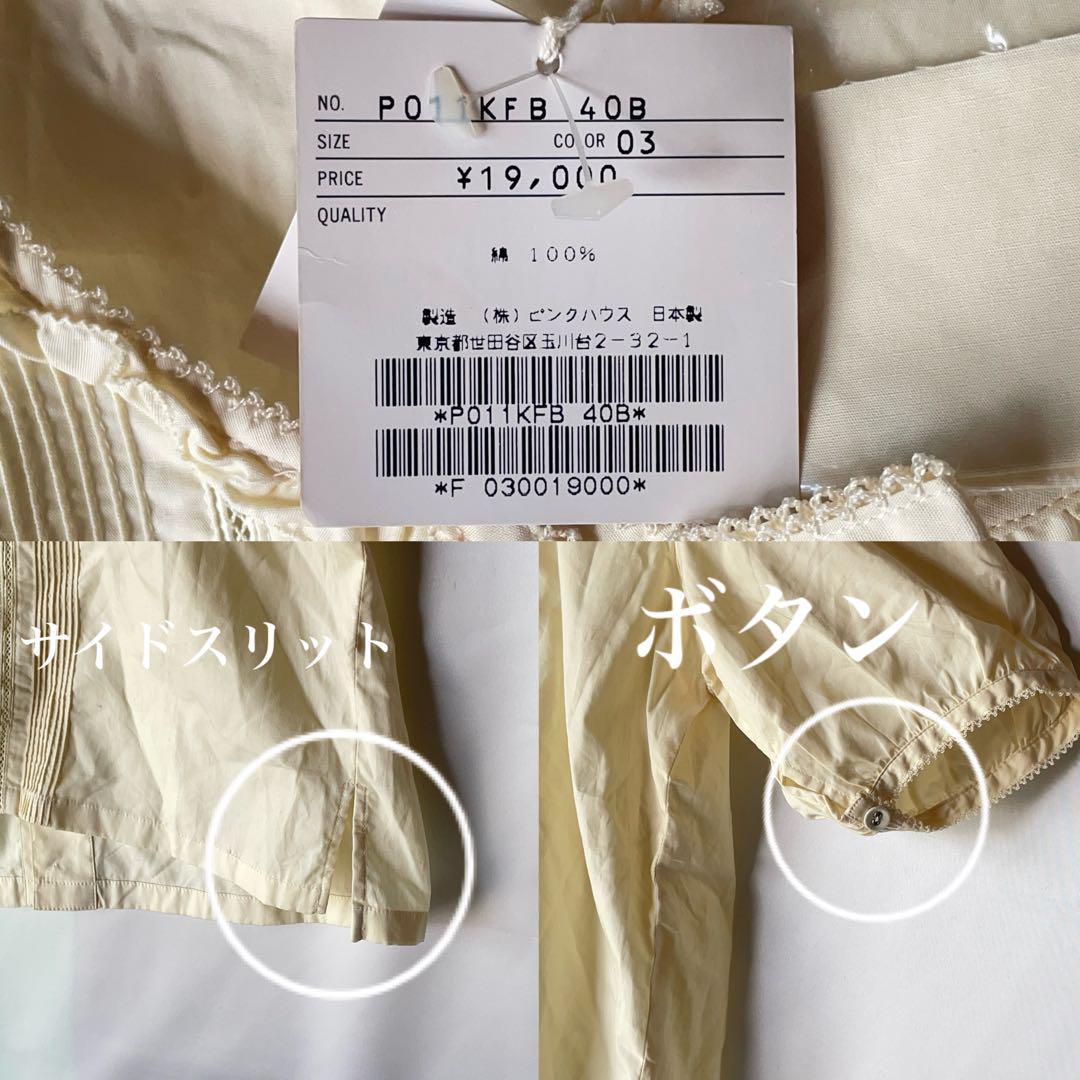 NO. P011KFB 40B
SIZE COLOR 03
PRICE ¥19,000
QUALITY
綿 100%
製造 (株)ピンクハウス 日本製
東京都世田谷区玉川台2-32-1
*P011KFB 40B*
*F 030019000*
サイドスリット
ボタン